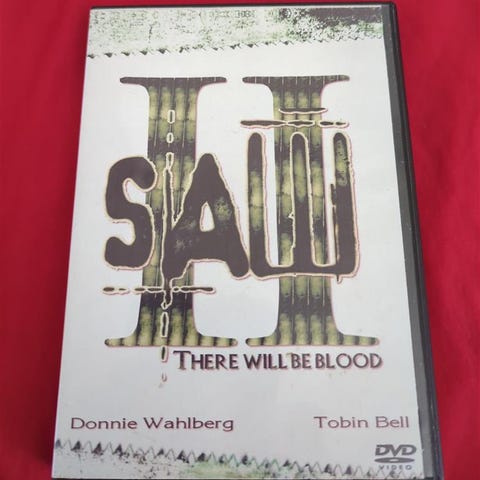 II
SAW
THERE WILL BE BLOOD
Donnie Wahlberg Tobin Bell
DVD
VIDEO